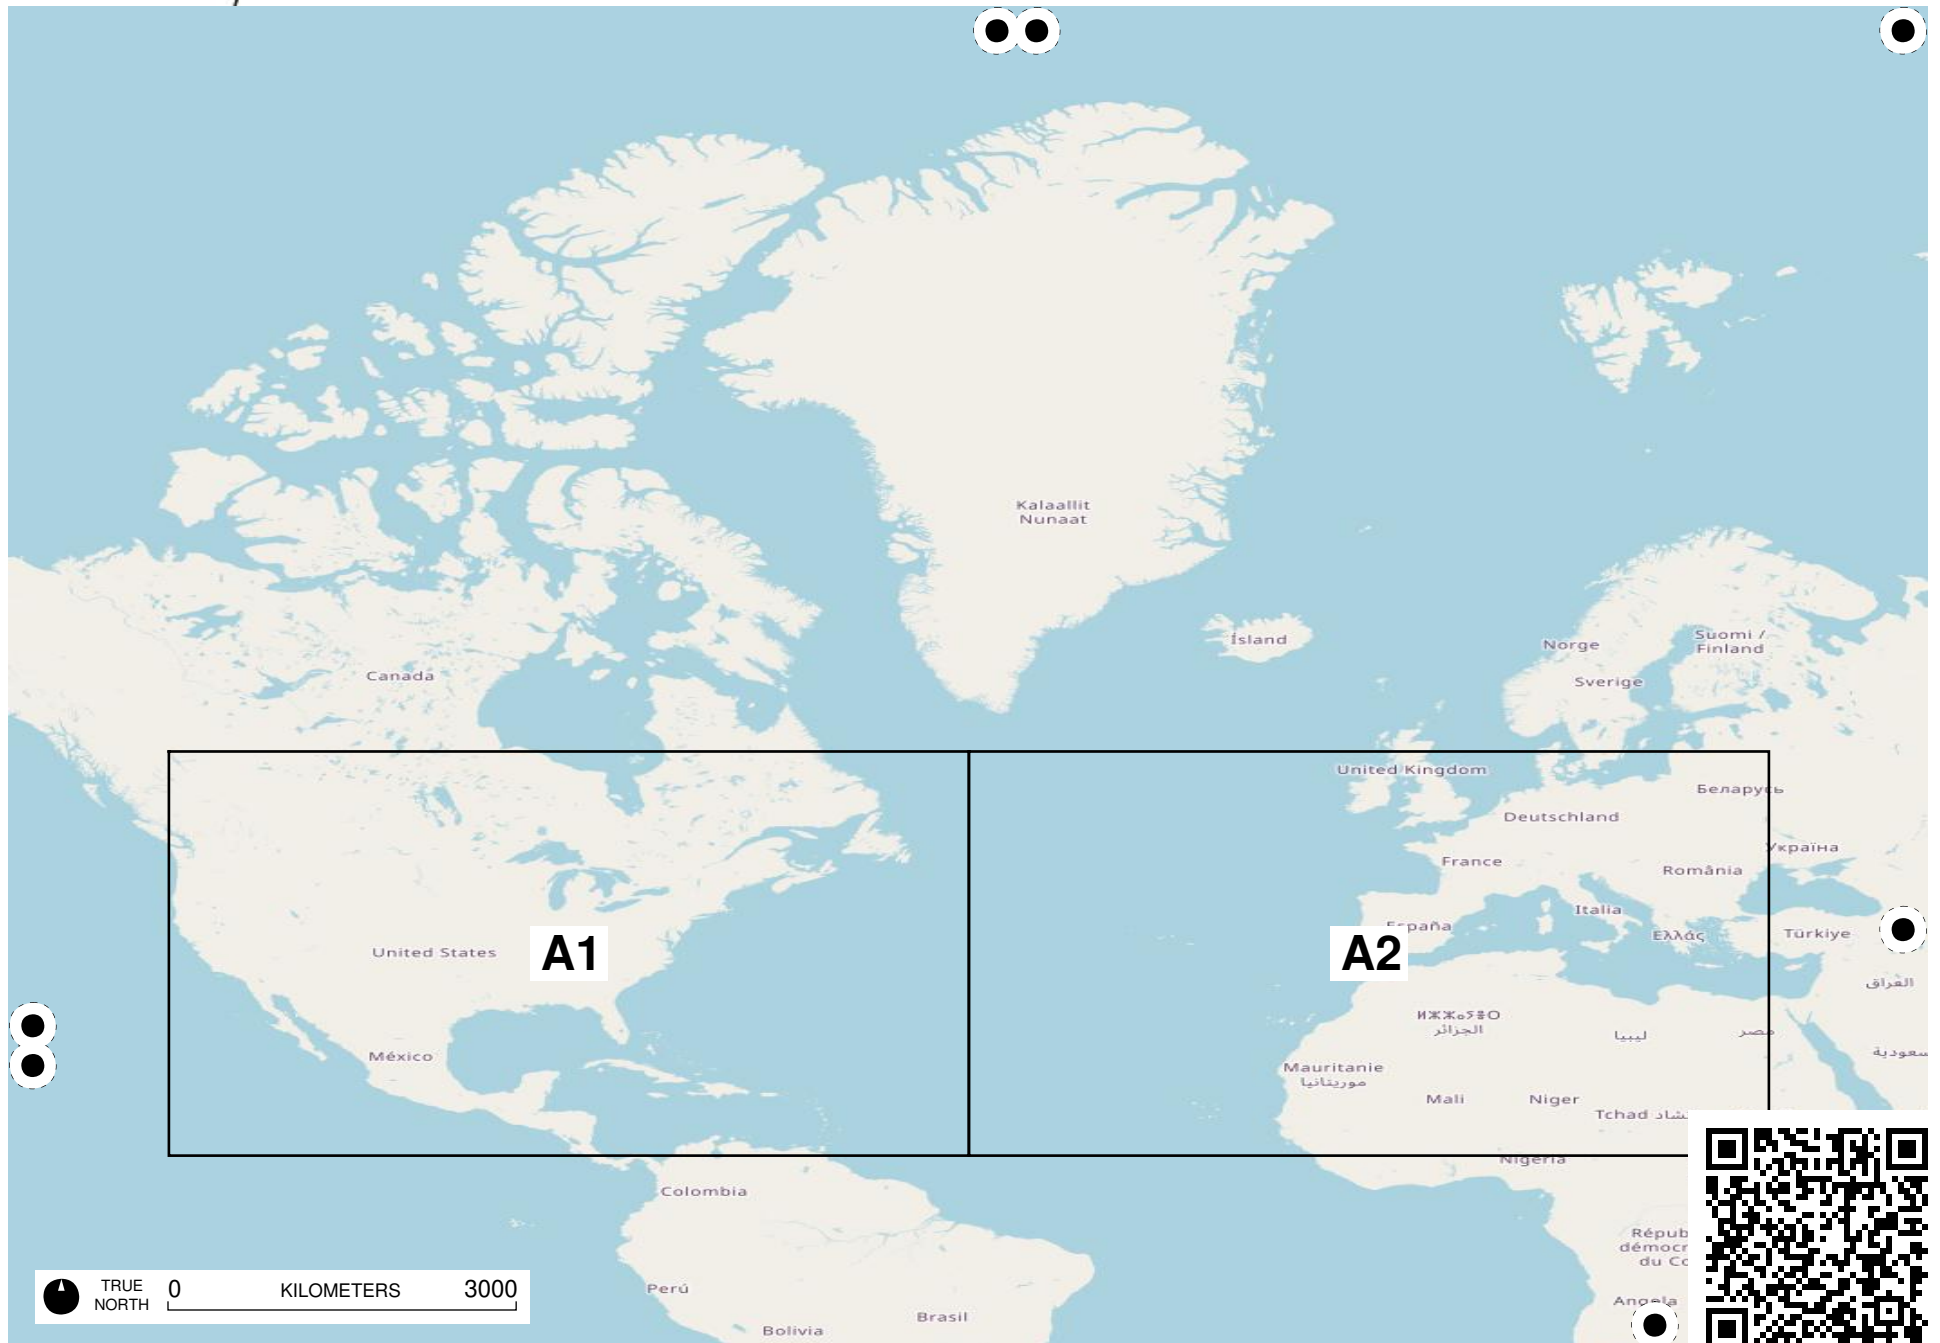 Kalaallit
Nunaat
Ísland
Norge
Suomi /
Finland
Sverige
Canada
United Kingdom
Беларусь
Deutschland
Україна
France
România
Italia
España
Ελλάς
Türkiye
United States
A1
A2
العراق
ⵍⵣⵣⴰⵢⴻⵔ
الجزائر
ليبيا
مصر
México
Mauritanie
موريتانيا
Mali
Niger
Tchad
Nigeria
Colombia
Perú
Brasil
Bolivia
Angola
TRUE
NORTH
0
KILOMETERS
3000